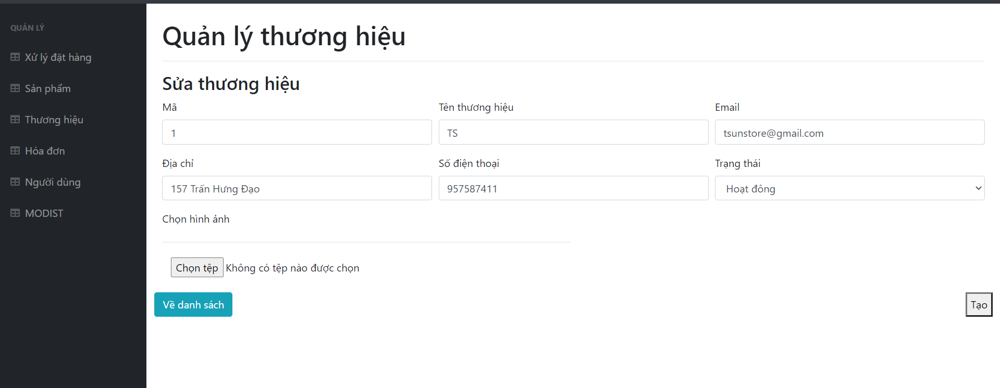 QUẢN LÝ
Xử lý đặt hàng
Sản phẩm
Thương hiệu
Hóa đơn
Người dùng
MODIST
Quản lý thương hiệu
Sửa thương hiệu
Mã
Tên thương hiệu
Email
1
TS
tsunstore@gmail.com
Địa chỉ
Số điện thoại
Trạng thái
157 Trấn Hưng Đạo
957587411
Hoạt đông
Chọn hình ảnh
Chọn tệp Không có tệp nào được chọn
Về danh sách
Tạo